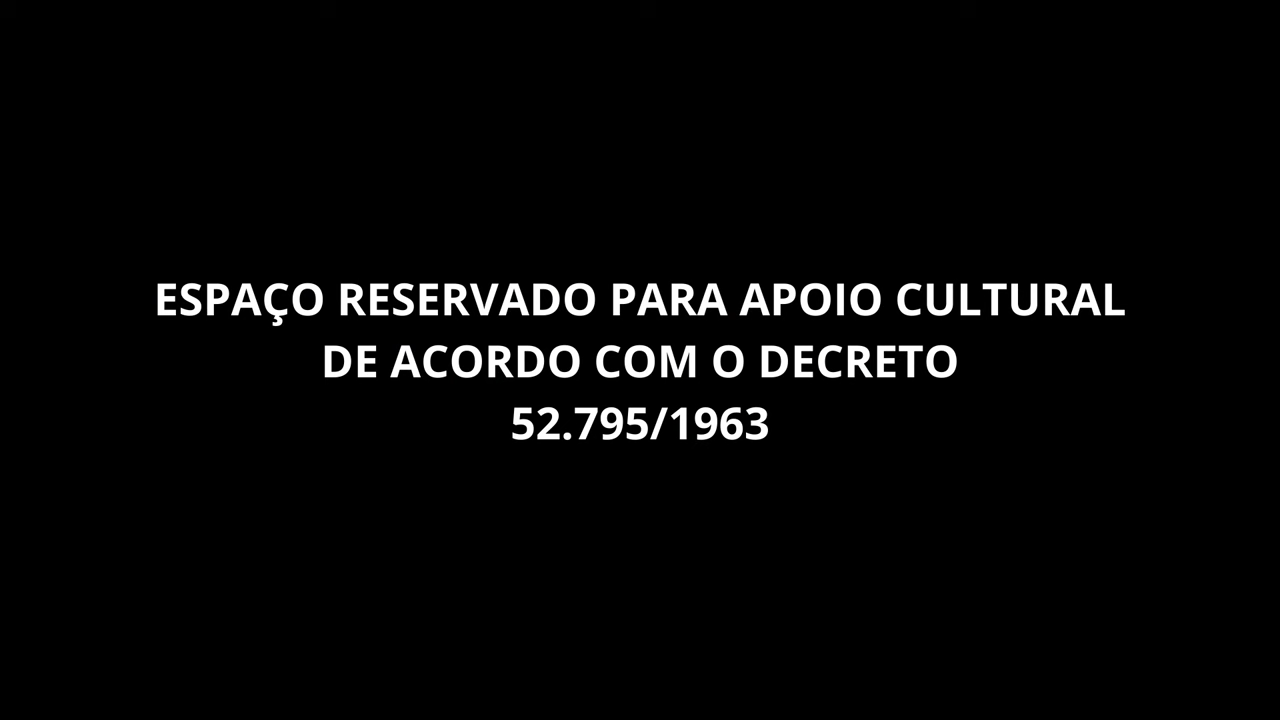 ESPAÇO RESERVADO PARA APOIO CULTURAL
DE ACORDO COM O DECRETO
52.795/1963